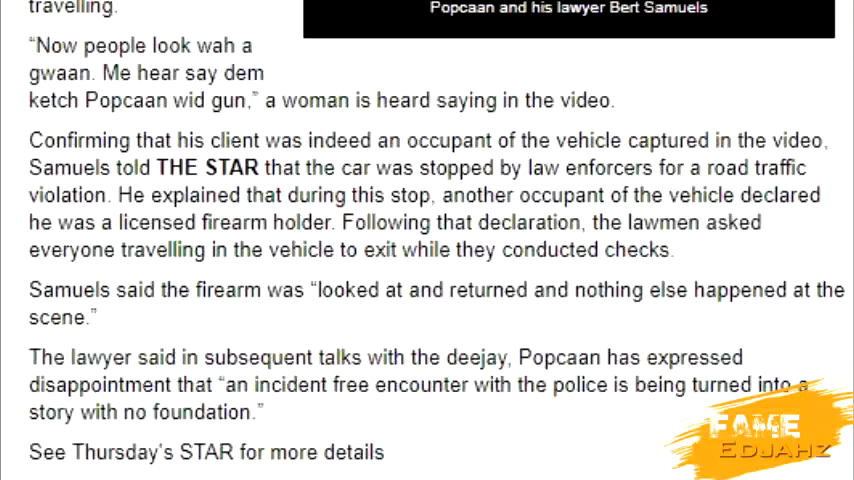 travelling.
Popcaan and his lawyer Bert Samuels
“Now people look wah a
gwaan. Me hear say dem
ketch Popcaan wid gun,” a woman is heard saying in the video.
Confirming that his client was indeed an occupant of the vehicle captured in the video,
Samuels told THE STAR that the car was stopped by law enforcers for a road traffic
violation. He explained that during this stop, another occupant of the vehicle declared
he was a licensed firearm holder. Following that declaration, the lawmen asked
everyone travelling in the vehicle to exit while they conducted checks.
Samuels said the firearm was “looked at and returned and nothing else happened at the
scene.”
The lawyer said in subsequent talks with the deejay, Popcaan has expressed
disappointment that “an incident free encounter with the police is being turned into a
story with no foundation.”
See Thursday's STAR for more details
FAME
EDJAHZ